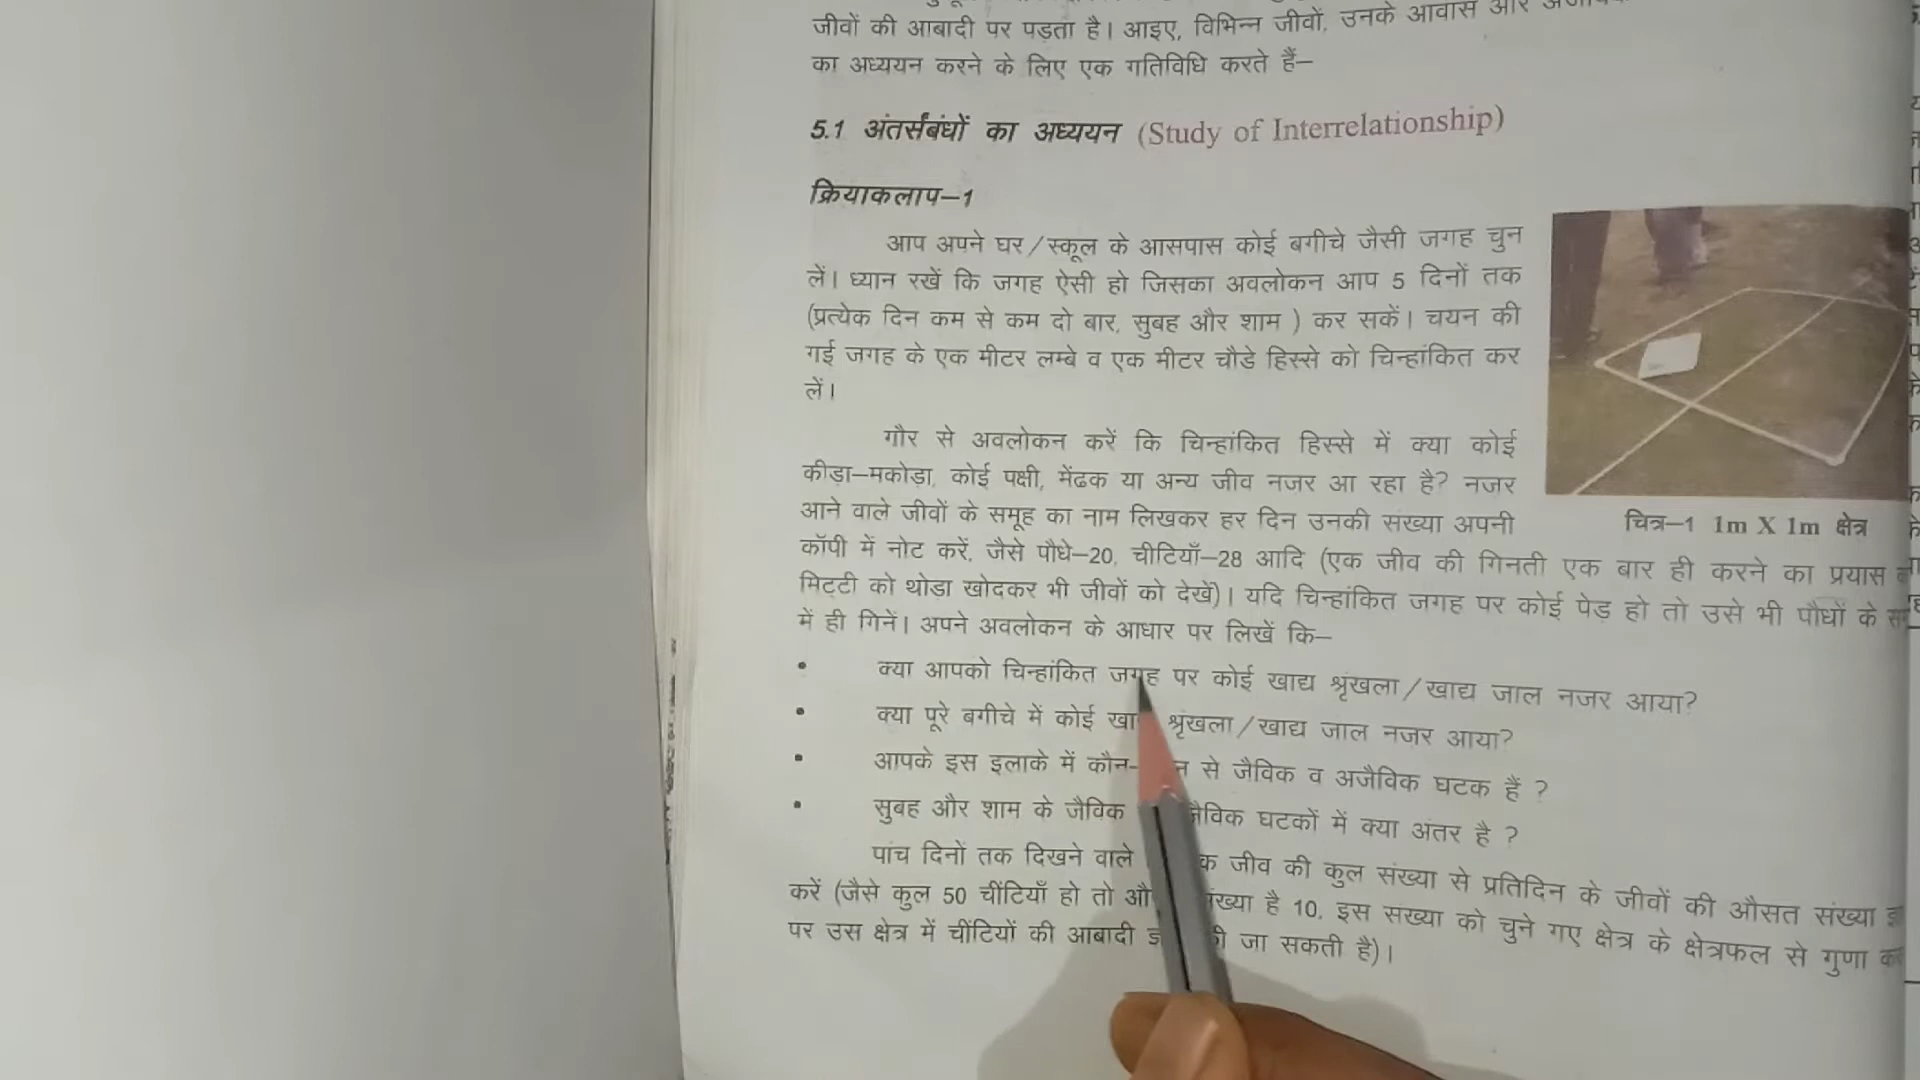 जीवों की आबादी पर पड़ता है। आइए, विभिन्न जीवों, उनके आवास और
का अध्ययन करने के लिए एक गतिविधि करते हैं—
5.1 अंतर्संबंधों का अध्ययन (Study of Interrelationship)
क्रियाकलाप—1
आप अपने घर/स्कूल के आसपास कोई बगीचे जैसी जगह चुन
लें। ध्यान रखें कि जगह ऐसी हो जिसका अवलोकन आप 5 दिनों तक
(प्रत्येक दिन कम से कम दो बार, सुबह और शाम ) कर सकें। चयन की
गई जगह के एक मीटर लम्बे व एक मीटर चौडे हिस्से को चिन्हांकित कर
लें।
गौर से अवलोकन करें कि चिन्हांकित हिस्से में क्या कोई
कीड़ा—मकोड़ा, कोई पक्षी, मेंढक या अन्य जीव नजर आ रहा है? नजर
आने वाले जीवों के समूह का नाम लिखकर हर दिन उनकी संख्या अपनी
चित्र—1 1m X 1m क्षेत्र
कॉपी में नोट करें, जैसे पौधे—20, चीटियाँ—28 आदि (एक जीव की गिनती एक बार ही करने का प्रयास
मिट्टी को थोडा खोदकर भी जीवों को देखें)। यदि चिन्हांकित जगह पर कोई पेड़ हो तो उसे भी पौधों के
में ही गिनें। अपने अवलोकन के आधार पर लिखें कि—
• क्या आपको चिन्हांकित जगह पर कोई खाद्य श्रृंखला/खाद्य जाल नजर आया?
• क्या पूरे बगीचे में कोई श्रृंखला/खाद्य जाल नजर आया?
• आपके इस इलाके में कौन- से जैविक व अजैविक घटक हैं ?
• सुबह और शाम के जैविक घटकों में क्या अंतर है ?
पांच दिनों तक दिखने वाले जीव की कुल संख्या से प्रतिदिन के जीवों की औसत संख्या
करें (जैसे कुल 50 चींटियाँ हो तो है 10, इस संख्या को चुने गए क्षेत्र के क्षेत्रफल से गुणा
पर उस क्षेत्र में चींटियों की आबादी जा सकती है)।